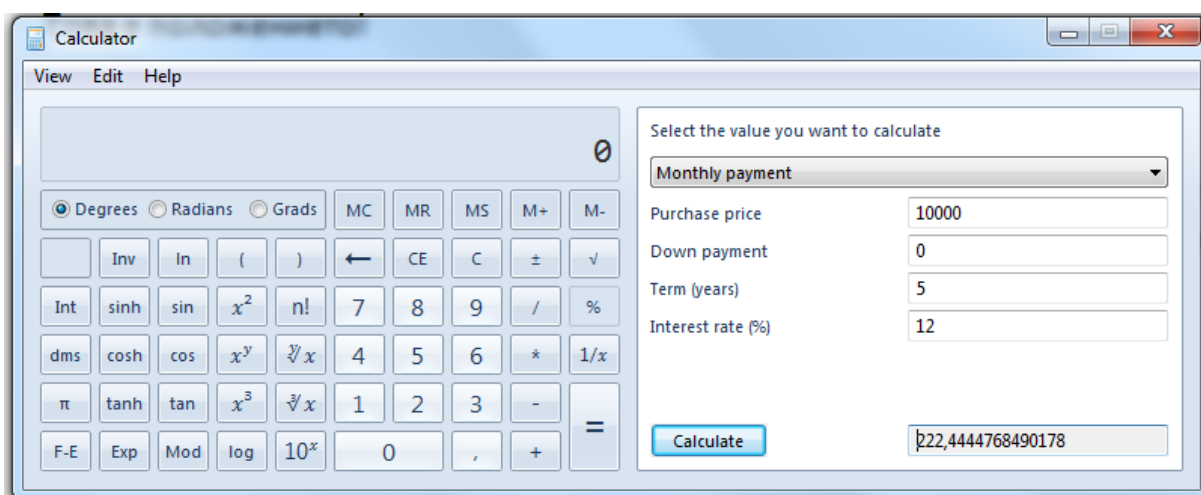 Calculator
View Edit Help
0
Degrees Radians Grads MC MR MS M+ M-
Inv ln ( ) ← CE C ± √
Int sinh sin x² n! 7 8 9 / %
dms cosh cos xʸ ʸ√x 4 5 6 * 1/x
π tanh tan x³ ³√x 1 2 3 - =
F-E Exp Mod log 10ˣ 0 , +
Select the value you want to calculate
Monthly payment
Purchase price 10000
Down payment 0
Term (years) 5
Interest rate (%) 12
Calculate 222,4444768490178